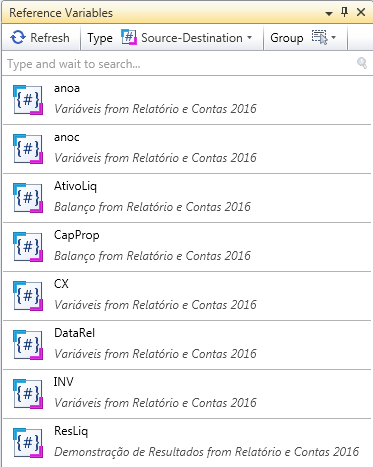 Reference Variables
Refresh Type Source-Destination Group
Type and wait to search...
{#} anoa
Variáveis from Relatório e Contas 2016
{#} anoc
Variáveis from Relatório e Contas 2016
{#} AtivoLiq
Balanço from Relatório e Contas 2016
{#} CapProp
Balanço from Relatório e Contas 2016
{#} CX
Variáveis from Relatório e Contas 2016
{#} DataRel
Variáveis from Relatório e Contas 2016
{#} INV
Variáveis from Relatório e Contas 2016
{#} ResLiq
Demonstração de Resultados from Relatório e Contas 2016